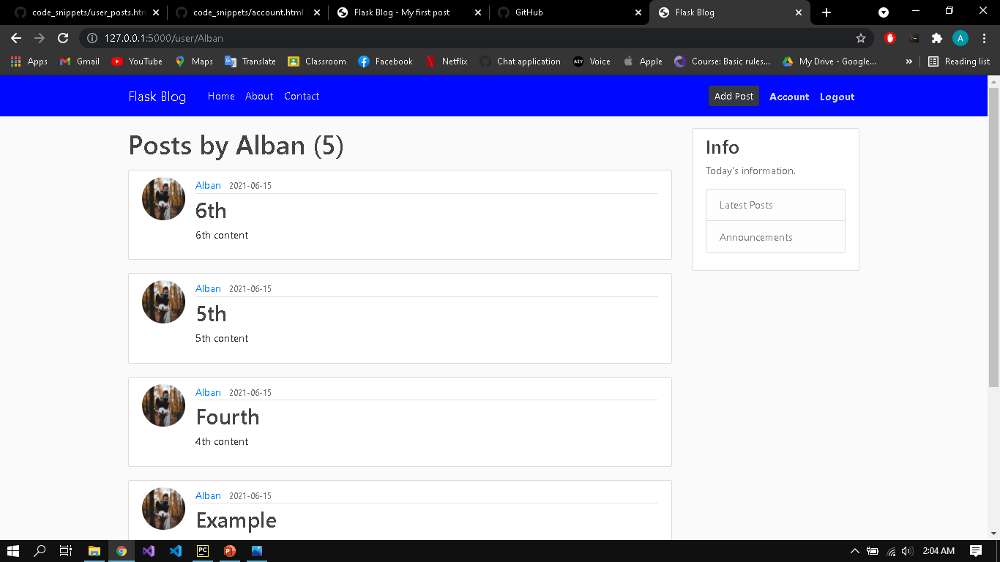 code_snippets/user_posts.htm
code_snippets/account.html
Flask Blog - My first post
GitHub
Flask Blog
127.0.0.1:5000/user/Alban
A
Apps
Gmail
YouTube
Maps
Translate
Classroom
Facebook
Netflix
Chat application
Voice
Apple
Course: Basic rules...
My Drive - Google...
»
Reading list
Flask Blog
Home
About
Contact
Add Post
Account
Logout
Posts by Alban (5)
Alban 2021-06-15
6th
6th content
Alban 2021-06-15
5th
5th content
Alban 2021-06-15
Fourth
4th content
Alban 2021-06-15
Example
Info
Today's information.
Latest Posts
Announcements
2:04 AM